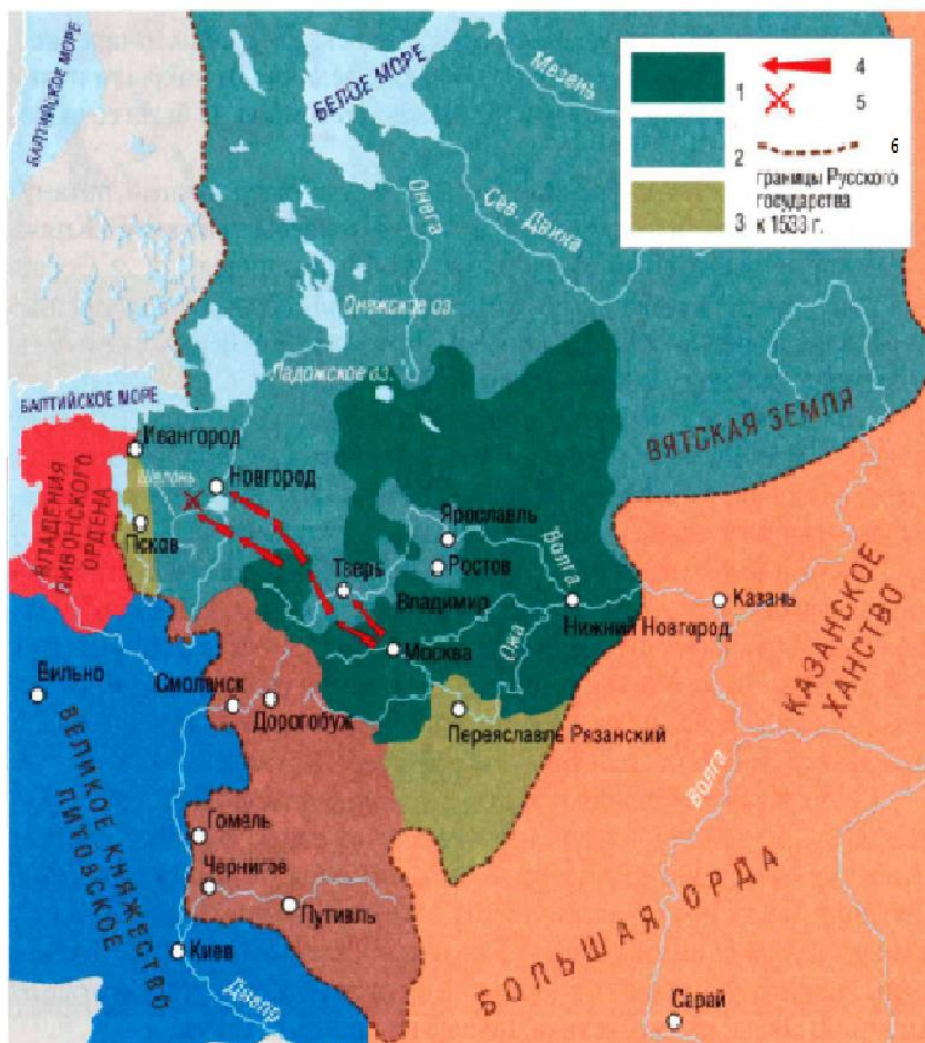 БАЛТИЙСКОЕ МОРЕ
БЕЛОЕ МОРЕ
Мезень
Онега
Сев. Двина
1
2
3
4
5
6
границы Русского
государства
к 1533 г.
Онежское оз.
Ладожское оз.
БАЛТИЙСКОЕ МОРЕ
ВЯТСКАЯ ЗЕМЛЯ
Ивангород
Шелонь
Новгород
ВЛАДЕНИЯ
ЛИВОНСКОГО
ОРДЕНА
Псков
Ярославль
Ростов
Волга
Тверь
Владимир
Казань
Нижний Новгород
Москва
Ока
КАЗАНСКОЕ
ХАНСТВО
Вильно
Смоленск
Дорогобуж
Переяславль Рязанский
ВЕЛИКОЕ КНЯЖЕСТВО
ЛИТОВСКОЕ
Волга
Гомель
Чернигов
Путивль
БОЛЬШАЯ ОРДА
Киев
Днепр
Сарай